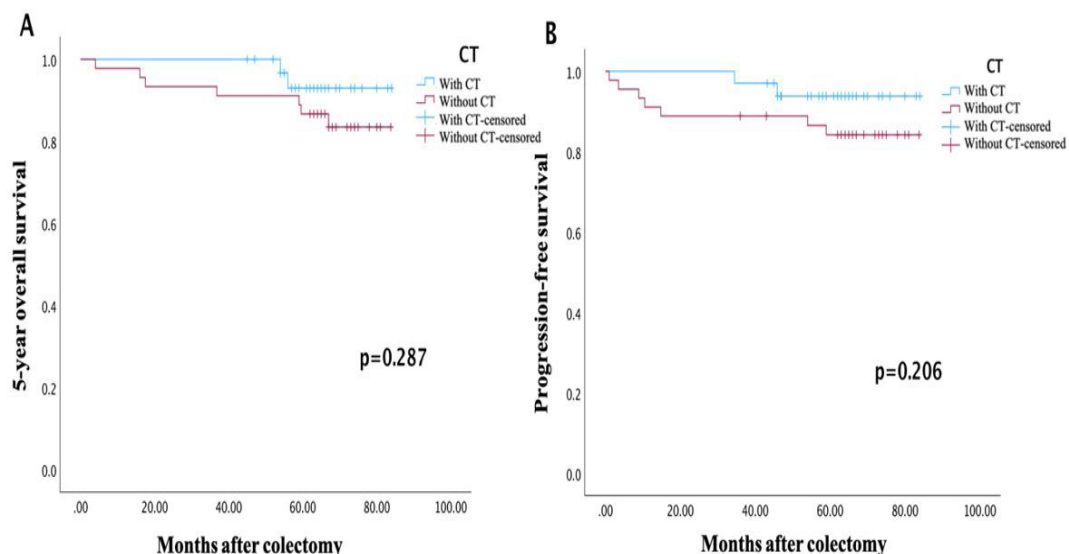 A
CT
With CT
Without CT
With CT-censored
Without CT-censored
5-year overall survival
1.0
0.8
0.6
0.4
0.2
0.0
p=0.287
.00 20.00 40.00 60.00 80.00 100.00
Months after colectomy
B
CT
With CT
Without CT
With CT-censored
Without CT-censored
Progression-free survival
1.0
0.8
0.6
0.4
0.2
0.0
p=0.206
.00 20.00 40.00 60.00 80.00 100.00
Months after colectomy